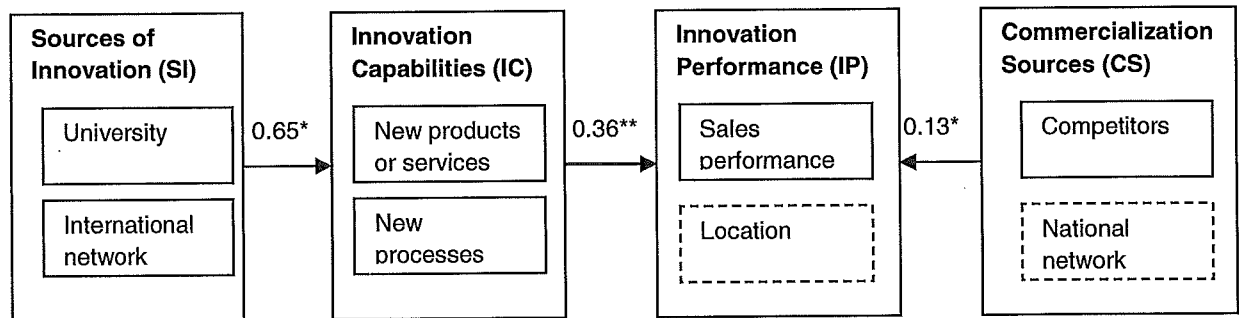 Sources of
Innovation (SI)
University
International
network
0.65*
Innovation
Capabilities (IC)
New products
or services
New
processes
0.36**
Innovation
Performance (IP)
Sales
performance
Location
0.13*
Commercialization
Sources (CS)
Competitors
National
network